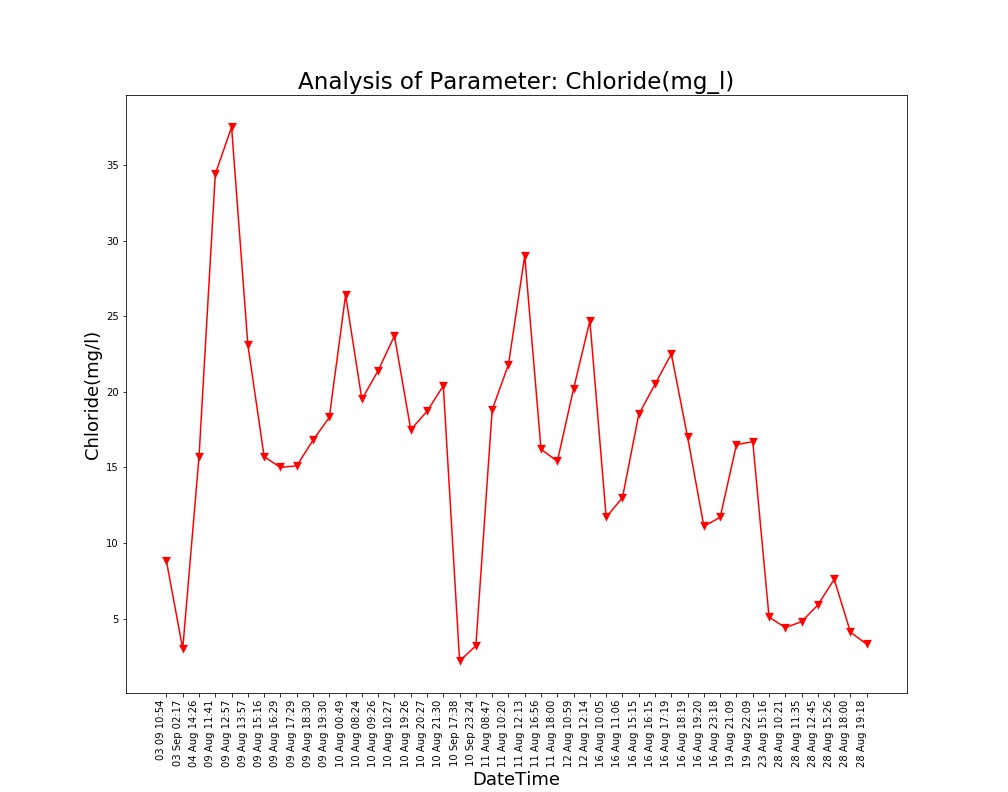 Analysis of Parameter: Chloride(mg_l)
Chloride(mg/l)
35
30
25
20
15
10
5
03 09 10:54
03 Sep 02:17
04 Aug 14:26
09 Aug 11:41
09 Aug 12:57
09 Aug 13:57
09 Aug 15:16
09 Aug 16:29
09 Aug 17:29
09 Aug 18:30
09 Aug 19:30
10 Aug 00:49
10 Aug 08:24
10 Aug 09:26
10 Aug 10:27
10 Aug 19:26
10 Aug 20:27
10 Aug 21:30
10 Sep 17:38
10 Sep 23:24
11 Aug 08:47
11 Aug 10:20
11 Aug 12:13
11 Aug 16:56
11 Aug 18:00
12 Aug 10:59
12 Aug 12:14
16 Aug 10:05
16 Aug 11:06
16 Aug 15:15
16 Aug 16:15
16 Aug 17:19
16 Aug 18:19
16 Aug 19:20
16 Aug 23:18
19 Aug 21:09
19 Aug 22:09
23 Aug 15:16
28 Aug 10:21
28 Aug 11:35
28 Aug 12:45
28 Aug 15:26
28 Aug 18:00
28 Aug 19:18
DateTime